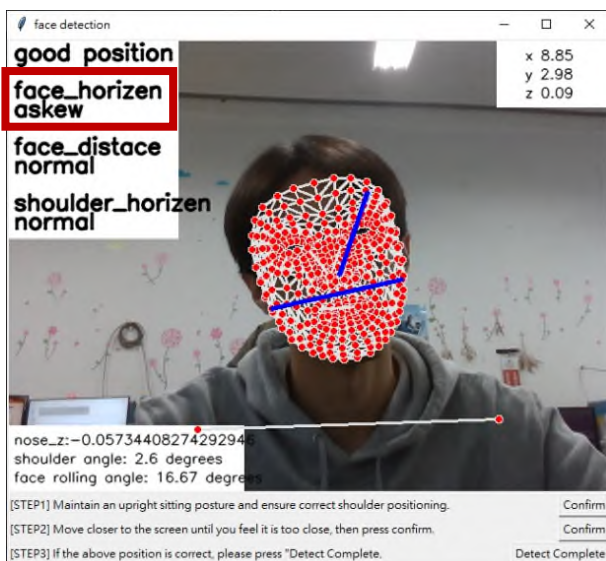 face detection
good position
face_horizen
askew
face_distace
normal
shoulder_horizen
normal
x 8.85
y 2.98
z 0.09
nose_z:-0.05734408274292946
shoulder angle: 2.6 degrees
face rolling angle: 16.67 degrees
[STEP1] Maintain an upright sitting posture and ensure correct shoulder positioning.
Confirm
[STEP2] Move closer to the screen until you feel it is too close, then press confirm.
Confirm
[STEP3] If the above position is correct, please press "Detect Complete.
Detect Complete